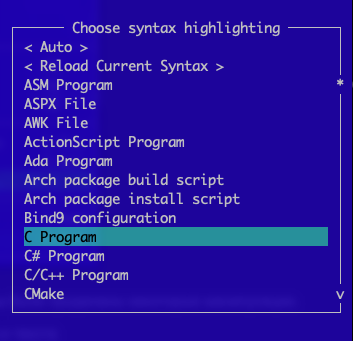 Choose syntax highlighting
< Auto >
< Reload Current Syntax >
ASM Program
*
ASPX File
AWK File
ActionScript Program
Ada Program
Arch package build script
Arch package install script
Bind9 configuration
C Program
C# Program
C/C++ Program
CMake
v